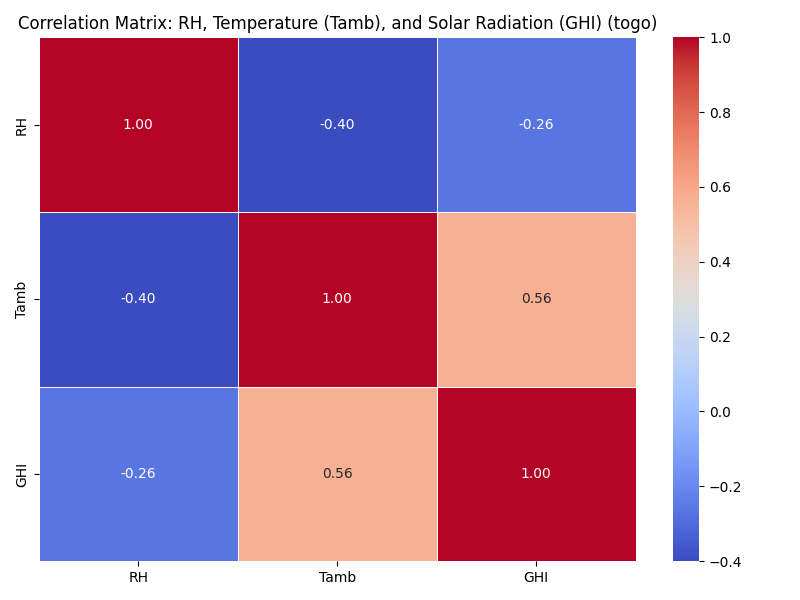 Correlation Matrix: RH, Temperature (Tamb), and Solar Radiation (GHI) (togo)
RH
1.00
-0.40
-0.26
Tamb
-0.40
1.00
0.56
GHI
-0.26
0.56
1.00
RH
Tamb
GHI
1.0
0.8
0.6
0.4
0.2
0.0
−0.2
−0.4